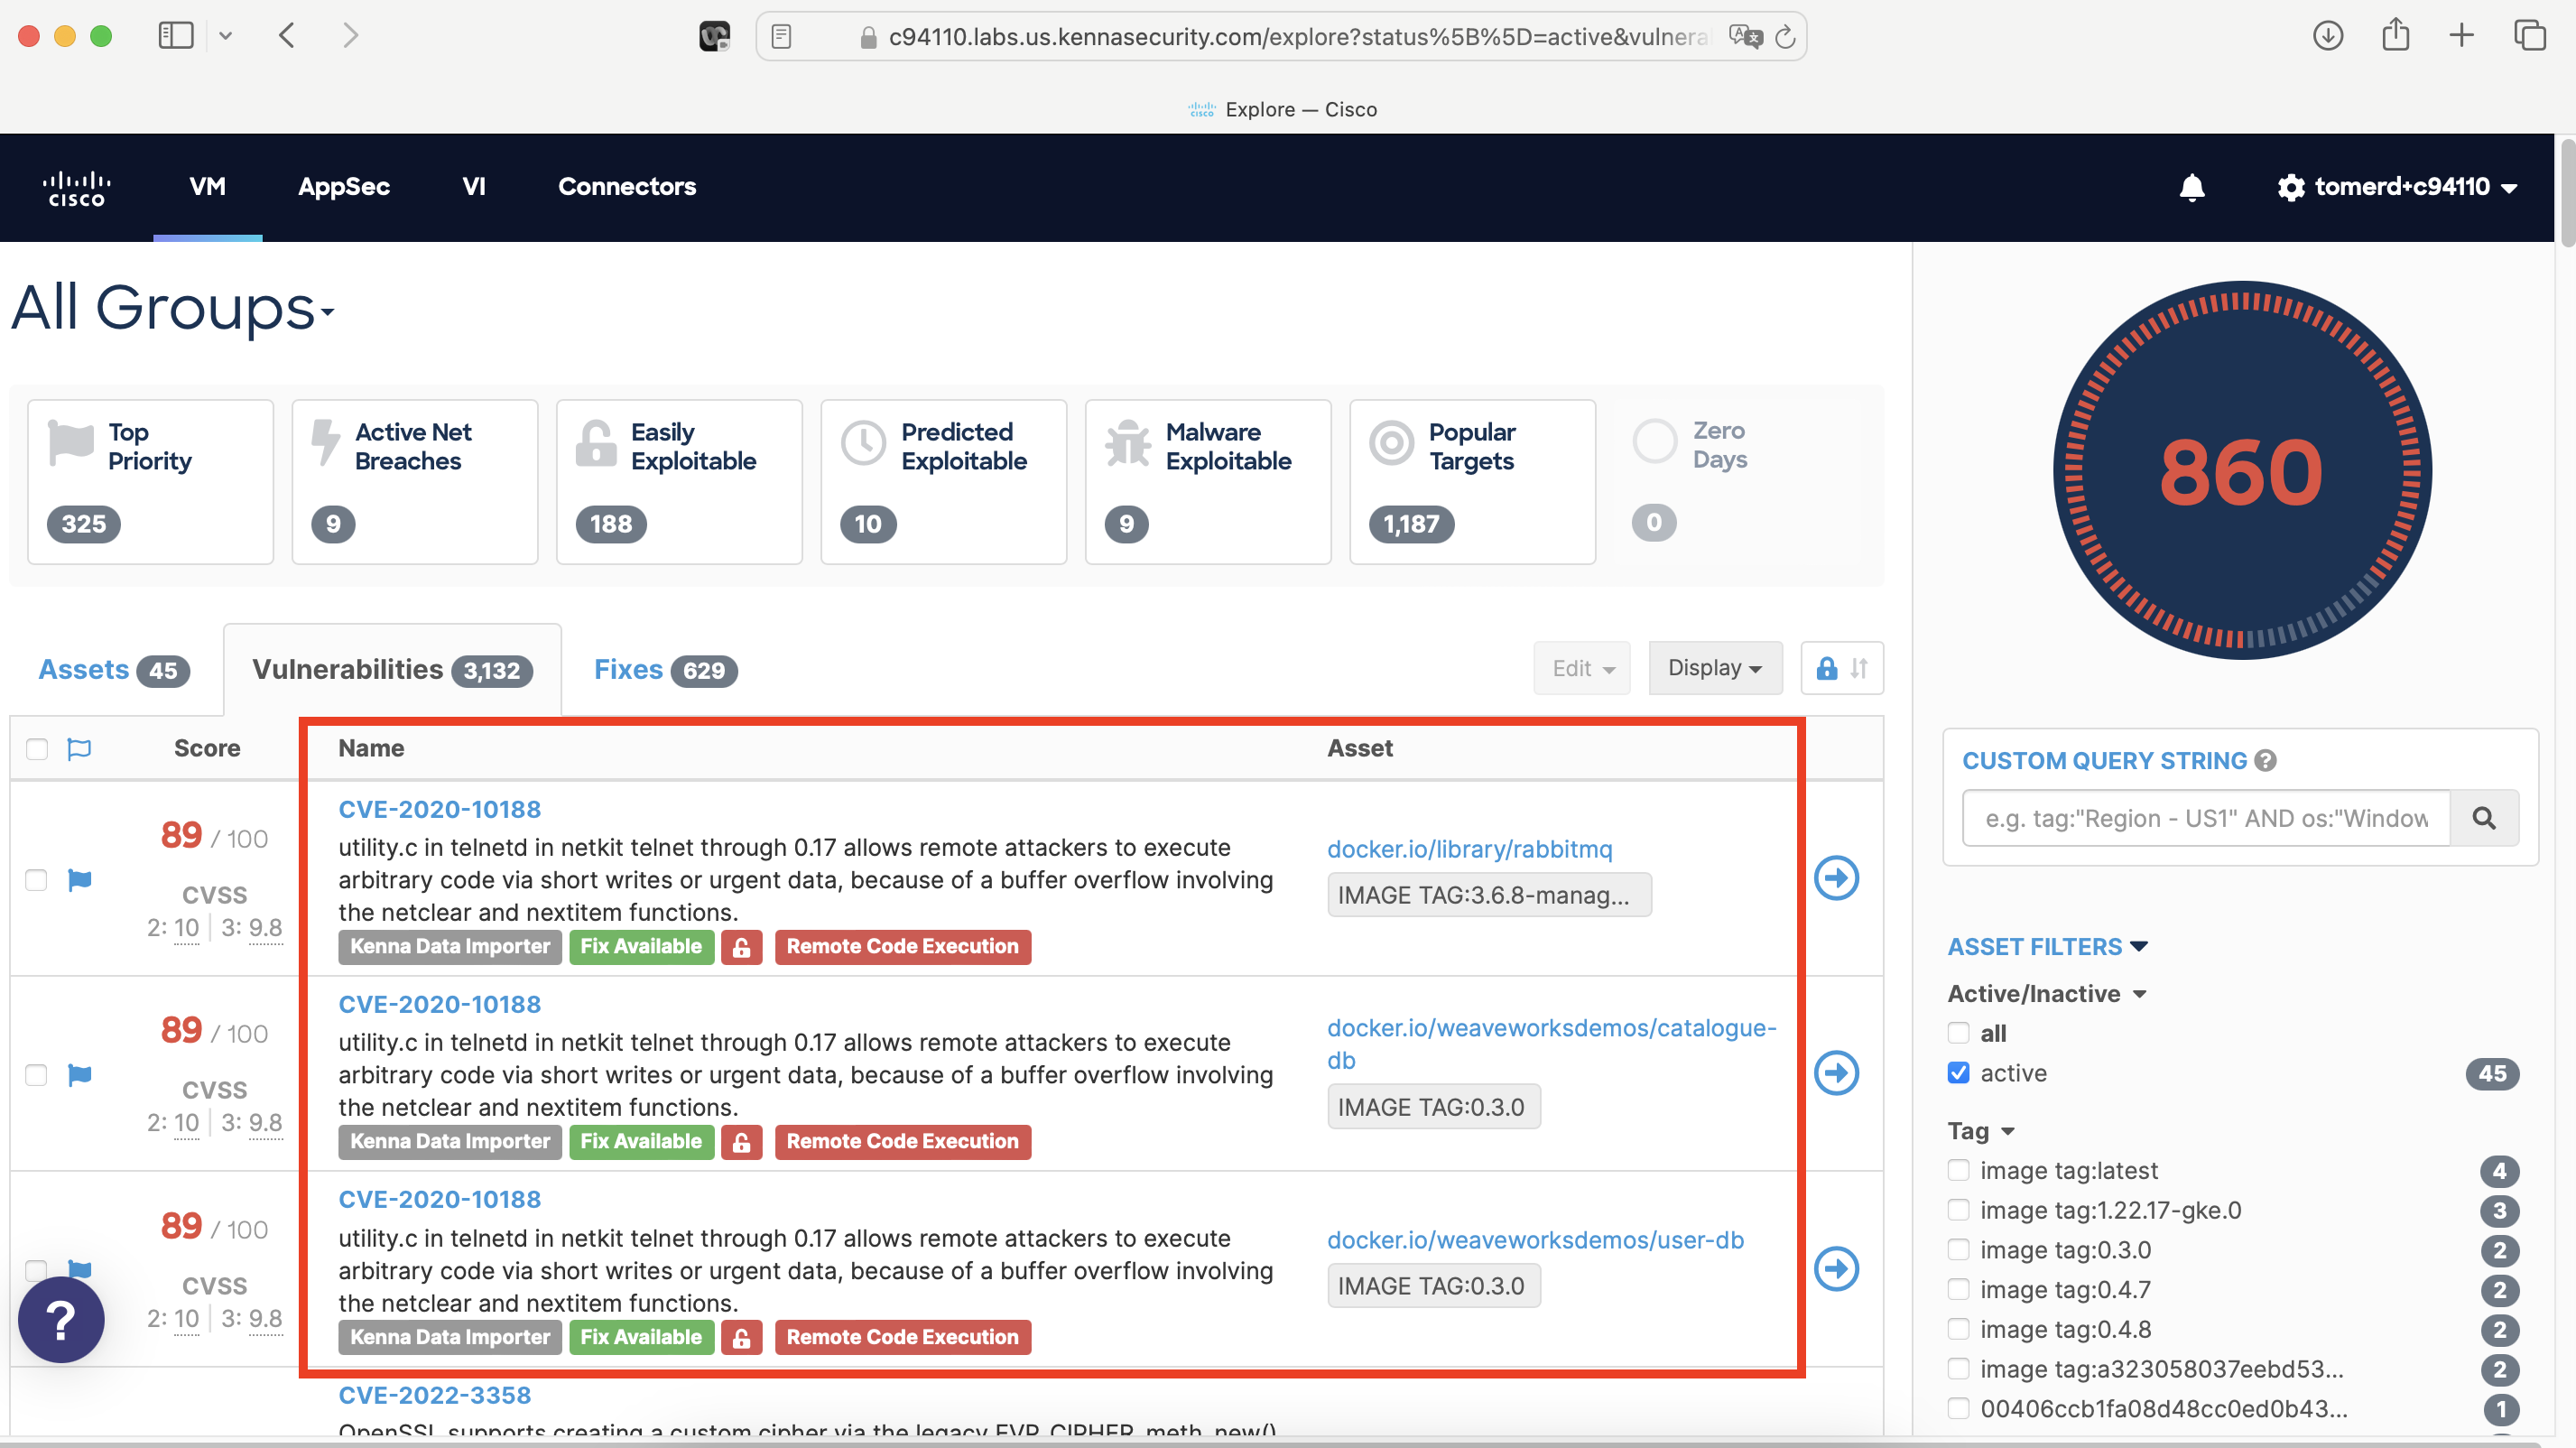 c94110.labs.us.kennasecurity.com/explore?status%5B%5D=active&vulnera
Explore — Cisco
cisco
VM
AppSec
VI
Connectors
tomerd+c94110
All Groups
Top
Priority
325
Active Net
Breaches
9
Easily
Exploitable
188
Predicted
Exploitable
10
Malware
Exploitable
9
Popular
Targets
1,187
Zero
Days
0
860
Assets 45
Vulnerabilities 3,132
Fixes 629
Edit
Display
Score
Name
Asset
89 / 100
CVSS
2: 10 | 3: 9.8
CVE-2020-10188
utility.c in telnetd in netkit telnet through 0.17 allows remote attackers to execute
arbitrary code via short writes or urgent data, because of a buffer overflow involving
the netclear and nextitem functions.
Kenna Data Importer Fix Available Remote Code Execution
docker.io/library/rabbitmq
IMAGE TAG:3.6.8-manag...
89 / 100
CVSS
2: 10 | 3: 9.8
CVE-2020-10188
utility.c in telnetd in netkit telnet through 0.17 allows remote attackers to execute
arbitrary code via short writes or urgent data, because of a buffer overflow involving
the netclear and nextitem functions.
Kenna Data Importer Fix Available Remote Code Execution
docker.io/weaveworksdemos/catalogue-
db
IMAGE TAG:0.3.0
89 / 100
CVSS
2: 10 | 3: 9.8
CVE-2020-10188
utility.c in telnetd in netkit telnet through 0.17 allows remote attackers to execute
arbitrary code via short writes or urgent data, because of a buffer overflow involving
the netclear and nextitem functions.
Kenna Data Importer Fix Available Remote Code Execution
docker.io/weaveworksdemos/user-db
IMAGE TAG:0.3.0
CVE-2022-3358
OpenSSL supports creating a custom cipher via the legacy EVP_CIPHER_meth_new()
?
CUSTOM QUERY STRING ?
e.g. tag:"Region - US1" AND os:"Window
ASSET FILTERS
Active/Inactive
all
active 45
Tag
image tag:latest 4
image tag:1.22.17-gke.0 3
image tag:0.3.0 2
image tag:0.4.7 2
image tag:0.4.8 2
image tag:a323058037eebd53... 2
00406ccb1fa08d48cc0ed0b43... 1